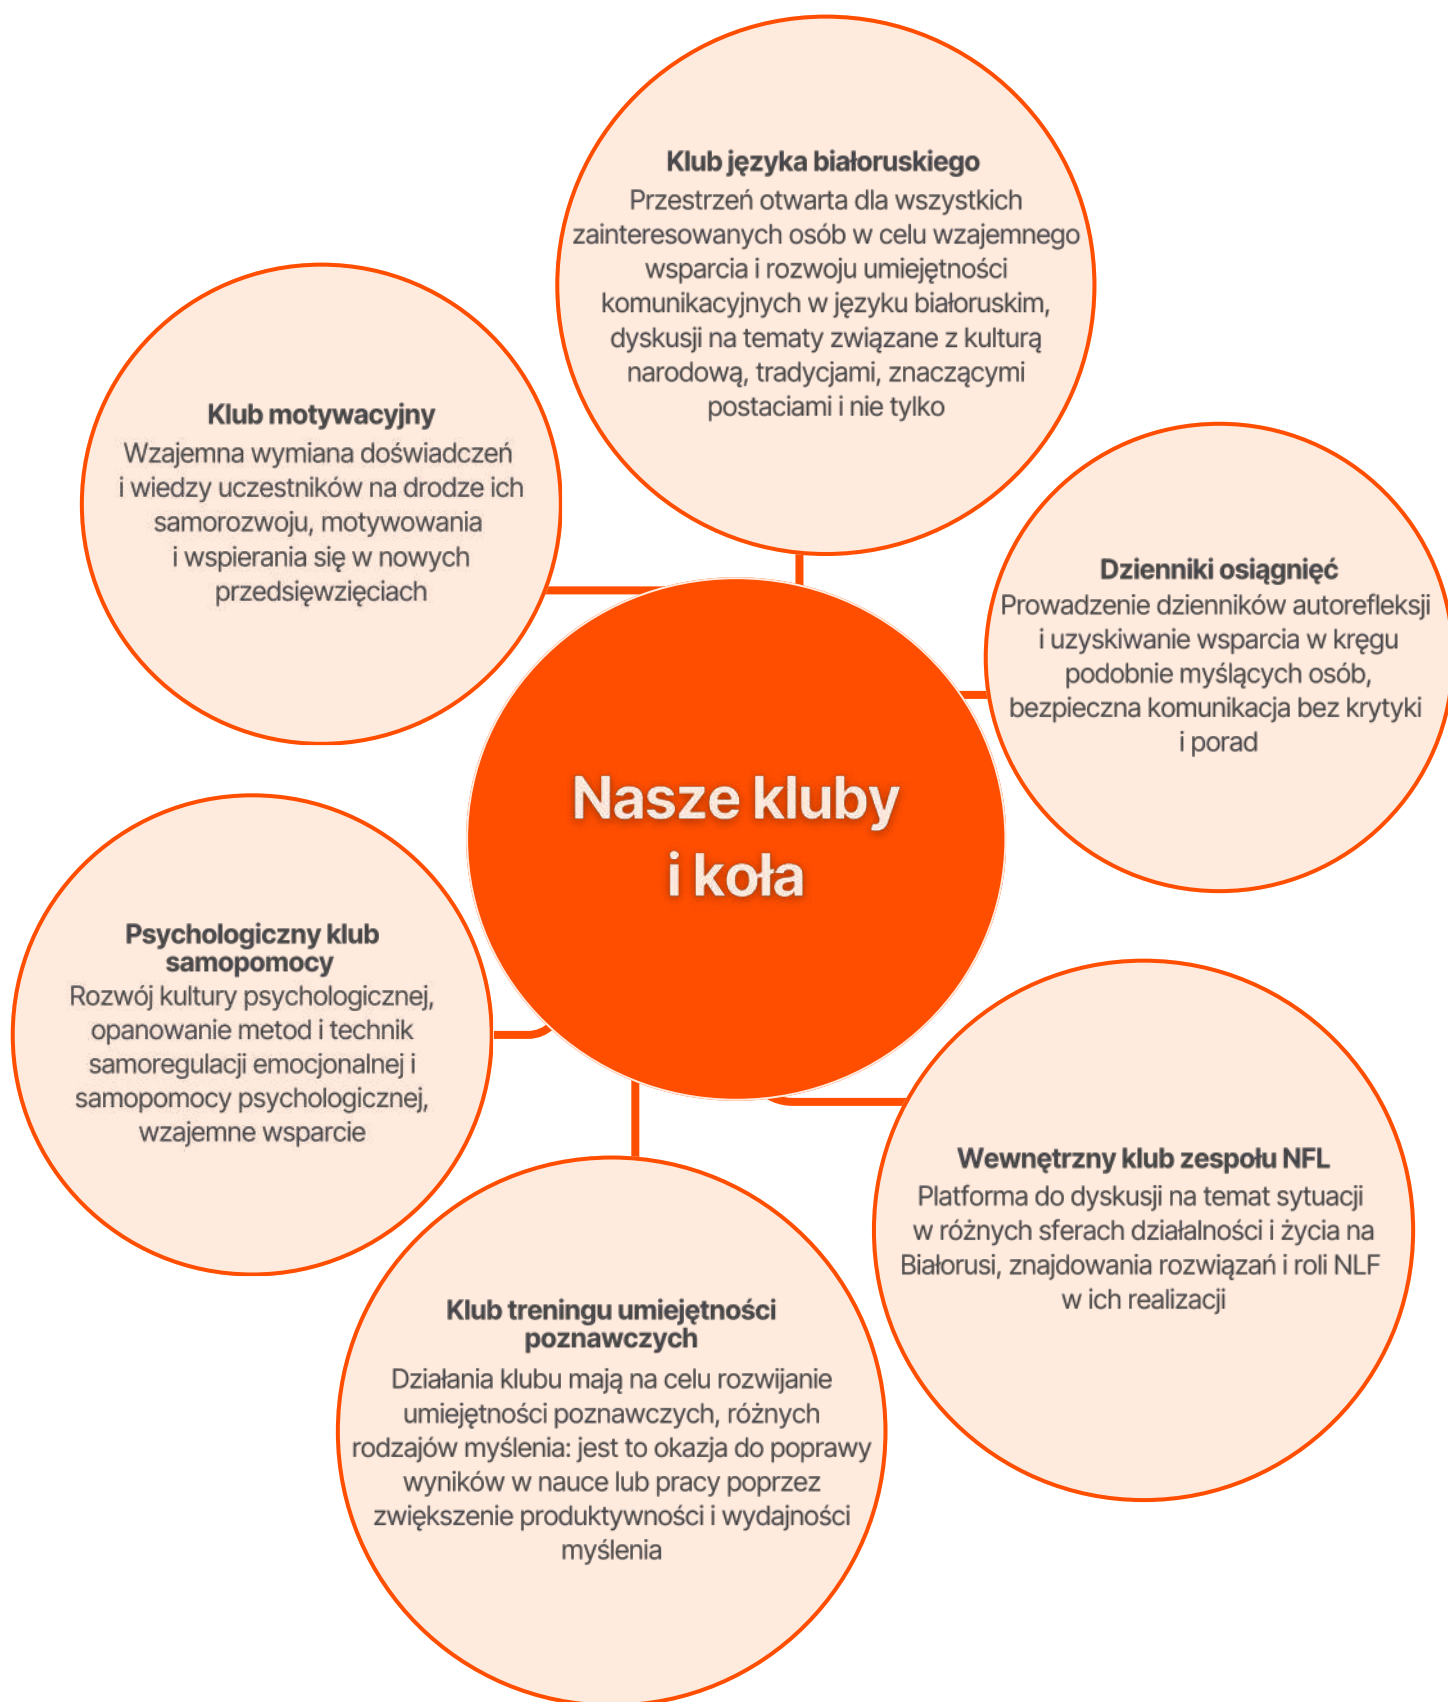 Klub języka białoruskiego
Przestrzeń otwarta dla wszystkich
zainteresowanych osób w celu wzajemnego
wsparcia i rozwoju umiejętności
komunikacyjnych w języku białoruskim,
dyskusji na tematy związane z kulturą
narodową, tradycjami, znaczącymi
postaciami i nie tylko
Klub motywacyjny
Wzajemna wymiana doświadczeń
i wiedzy uczestników na drodze ich
samorozwoju, motywowania
i wspierania się w nowych
przedsięwzięciach
Dzienniki osiągnięć
Prowadzenie dzienników autorefleksji
i uzyskiwanie wsparcia w kręgu
podobnie myślących osób,
bezpieczna komunikacja bez krytyki
i porad
Nasze kluby
i koła
Psychologiczny klub
samopomocy
Rozwój kultury psychologicznej,
opanowanie metod i technik
samoregulacji emocjonalnej i
samopomocy psychologicznej,
wzajemne wsparcie
Wewnętrzny klub zespołu NFL
Platforma do dyskusji na temat sytuacji
w różnych sferach działalności i życia na
Białorusi, znajdowania rozwiązań i roli NLF
w ich realizacji
Klub treningu umiejętności
poznawczych
Działania klubu mają na celu rozwijanie
umiejętności poznawczych, różnych
rodzajów myślenia: jest to okazja do poprawy
wyników w nauce lub pracy poprzez
zwiększenie produktywności i wydajności
myślenia